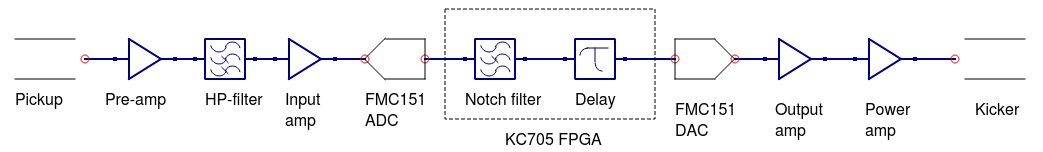 Pickup
Pre-amp
HP-filter
Input
amp
FMC151
ADC
Notch filter
Delay
KC705 FPGA
FMC151
DAC
Output
amp
Power
amp
Kicker